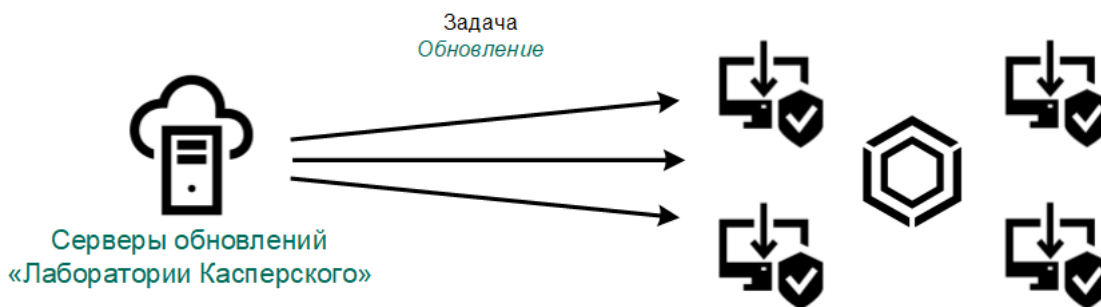 Задача
Обновление
Серверы обновлений
«Лаборатории Касперского»